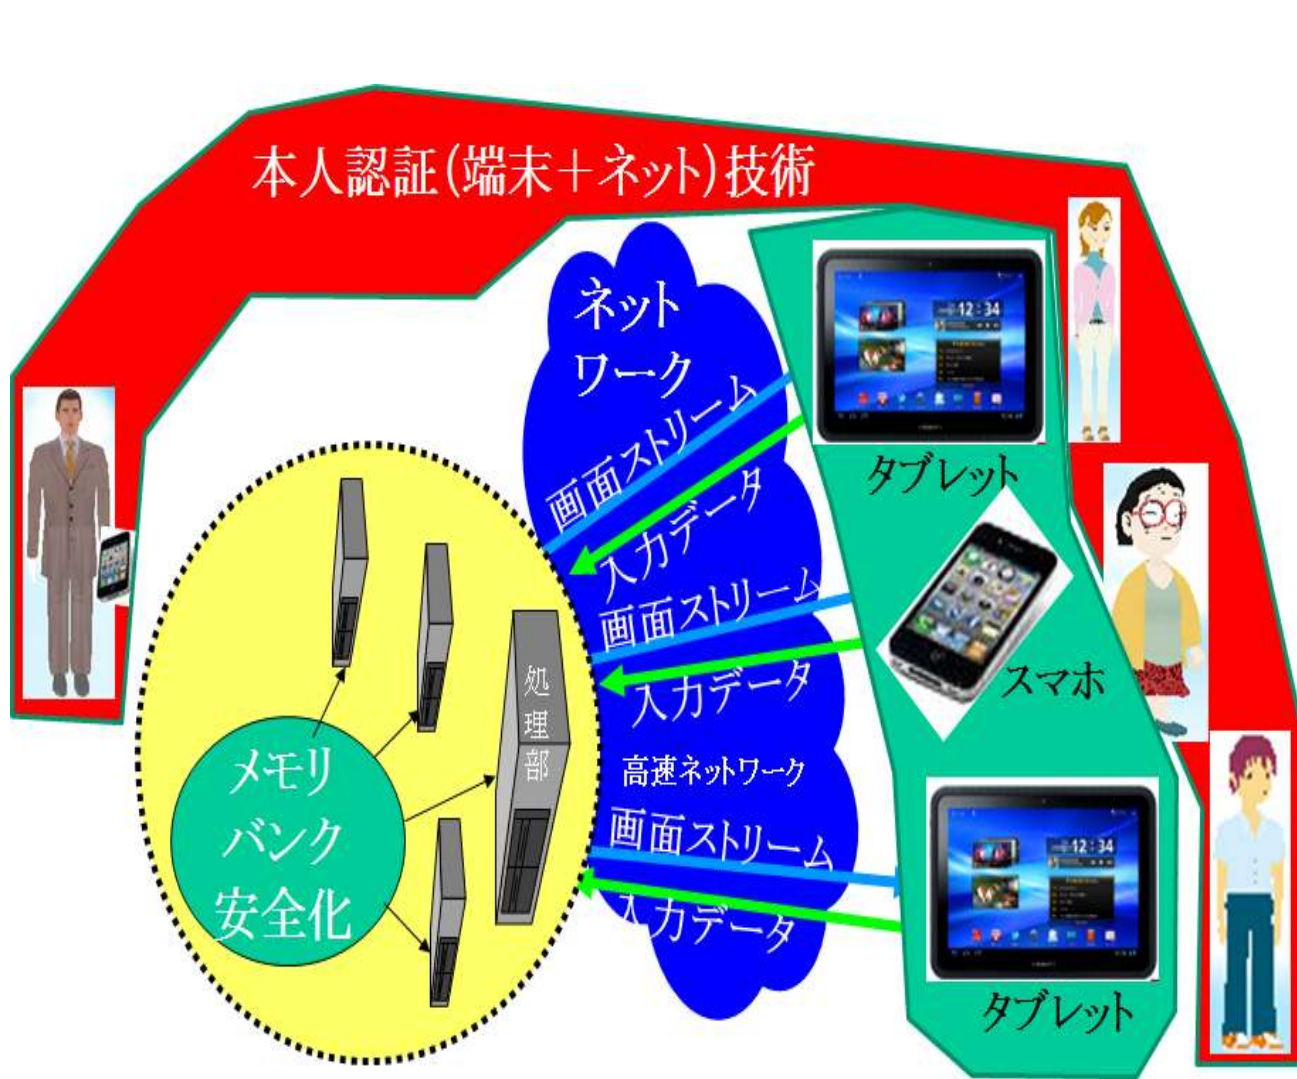 本人認証(端末＋ネット)技術
ネット
ワーク
画面ストリーム
入力データ
画面ストリーム
入力データ
高速ネットワーク
画面ストリーム
入力データ
12:34
タブレット
スマホ
12:34
タブレット
処
理
部
メモリ
バンク
安全化